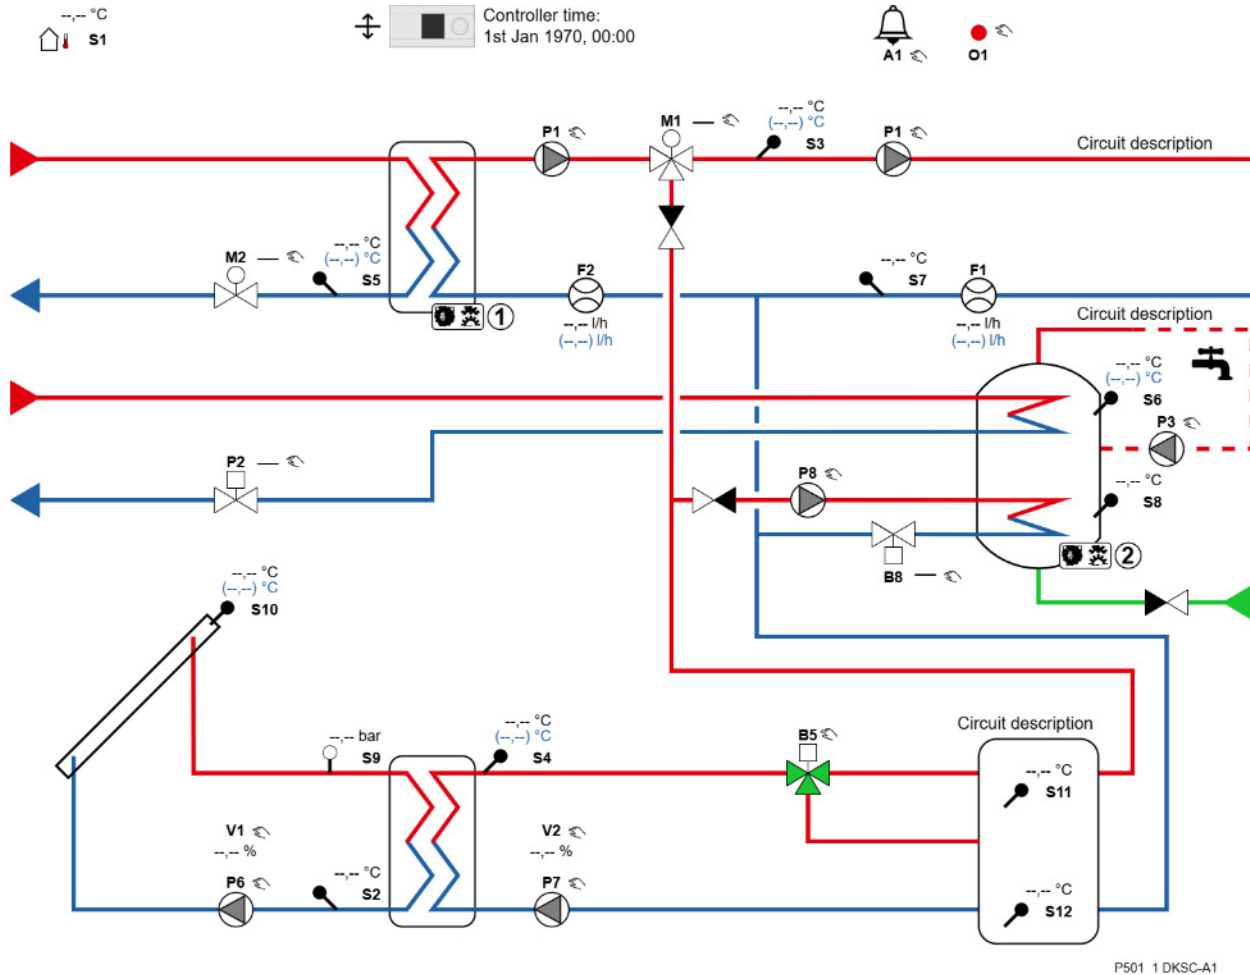 --,-- °C
S1
Controller time:
1st Jan 1970, 00:00
A1
O1
P1
M1
--,-- °C
(--,--) °C
S3
P1
Circuit description
M2
--,-- °C
(--,--) °C
S5
F2
--,-- l/h
(--,--) l/h
--,-- °C
S7
F1
--,-- l/h
(--,--) l/h
1
Circuit description
--,-- °C
(--,--) °C
S6
P3
P2
P8
--,-- °C
S8
B8
2
--,-- °C
(--,--) °C
S10
--,-- bar
S9
--,-- °C
(--,--) °C
S4
B5
Circuit description
--,-- °C
S11
V1
--,-- %
P6
--,-- °C
S2
V2
--,-- %
P7
--,-- °C
S12
P501 1 DKSC-A1